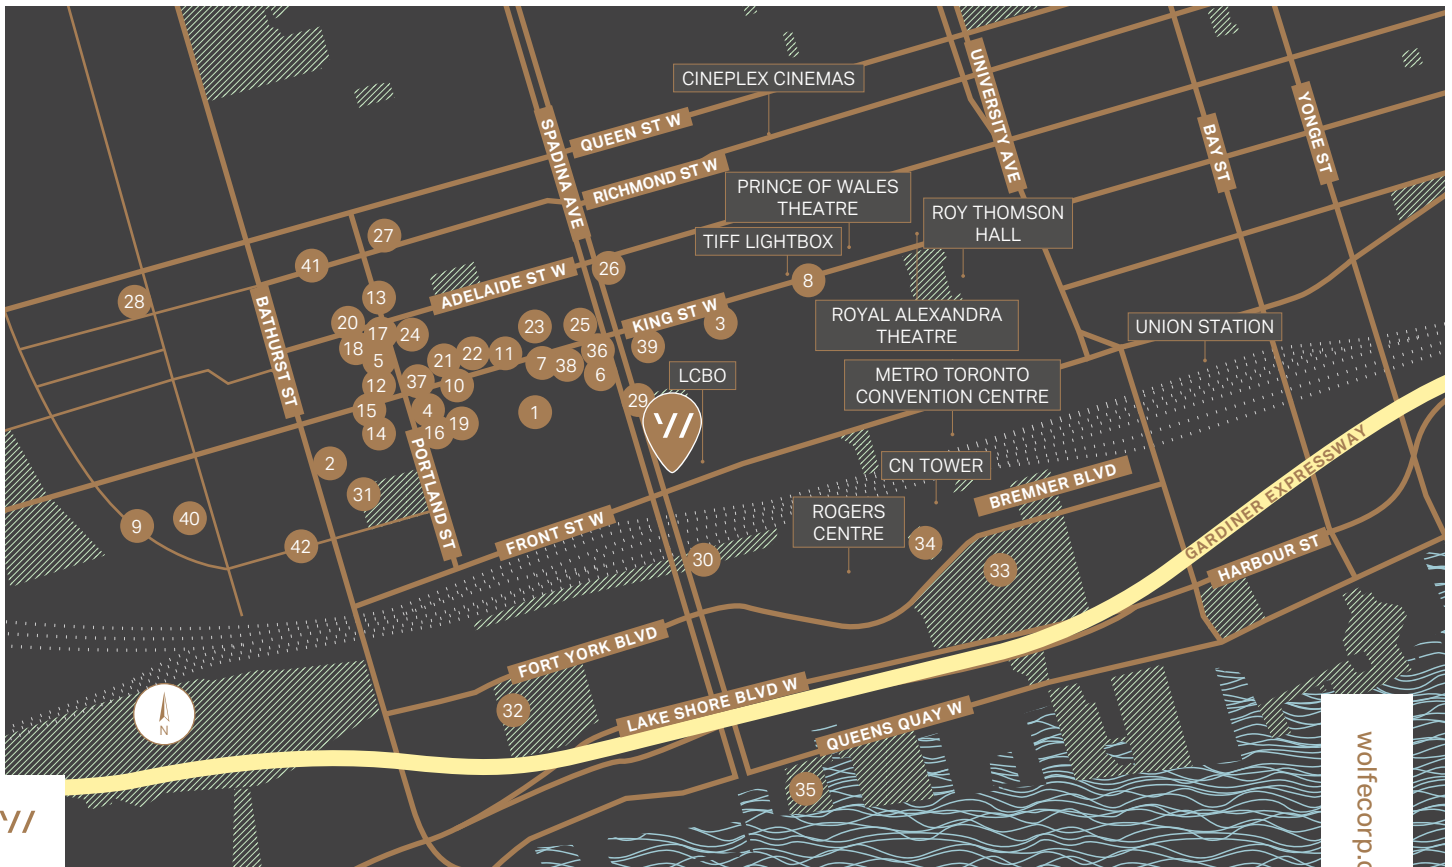 CINEPLEX CINEMAS
QUEEN ST W
RICHMOND ST W
SPADINA AVE
UNIVERSITY AVE
BAY ST
YONGE ST
PRINCE OF WALES
THEATRE
ROY THOMSON
HALL
TIFF LIGHTBOX
27
41
26
8
ADELAIDE ST W
28
13
BATHURST ST
KING ST W
3
ROYAL ALEXANDRA
THEATRE
UNION STATION
20
17
24
23
25
18
5
21
22
11
7
38
36
39
6
12
37
10
LCBO
METRO TORONTO
CONVENTION CENTRE
15
4
19
1
29
14
16
PORTLAND ST
2
31
CN TOWER
BREMNER BLVD
GARDINER EXPRESSWAY
9
40
42
FRONT ST W
ROGERS
CENTRE
34
30
33
HARBOUR ST
FORT YORK BLVD
32
LAKE SHORE BLVD W
QUEENS QUAY W
N
35
wolfecorp.c